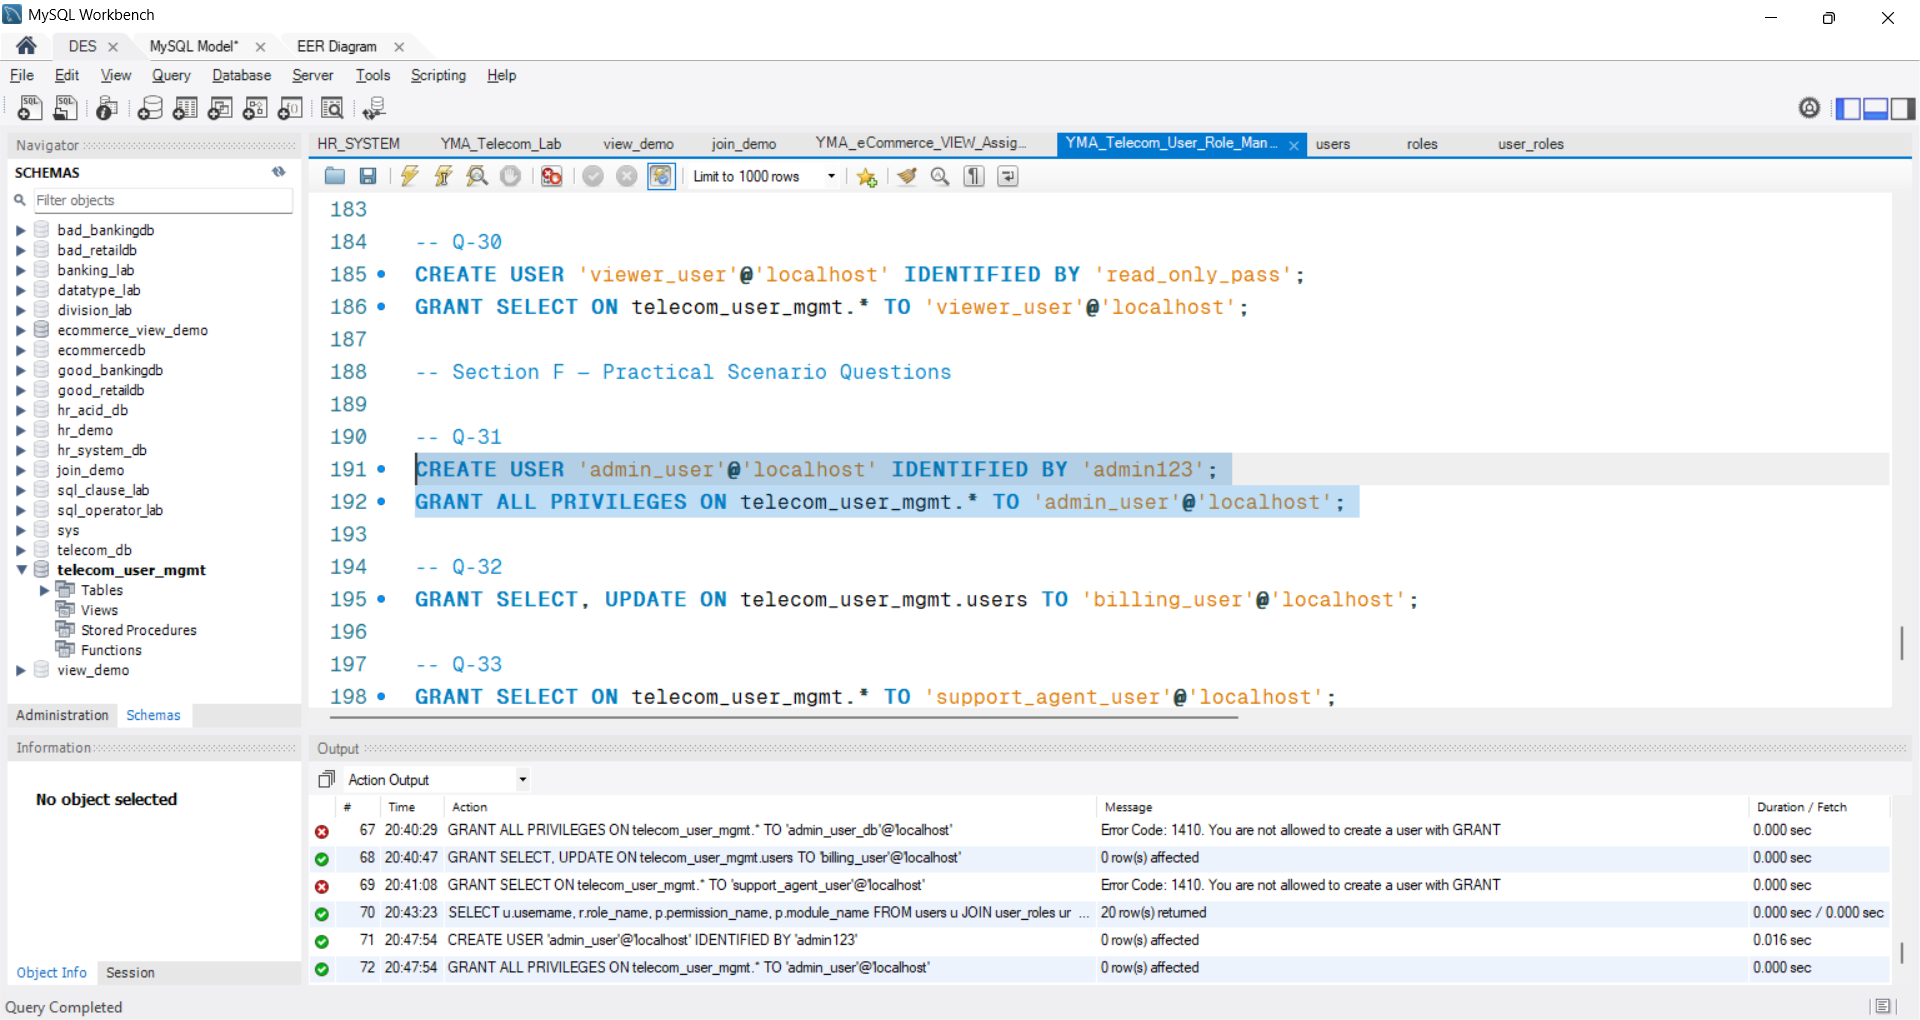 MySQL Workbench
DES
MySQL Model*
EER Diagram
File Edit View Query Database Server Tools Scripting Help
Navigator
SCHEMAS
Filter objects
bad_bankingdb
bad_retaildb
banking_lab
datatype_lab
division_lab
ecommerce_view_demo
ecommercedb
good_bankingdb
good_retaildb
hr_acid_db
hr_demo
hr_system_db
join_demo
sql_clause_lab
sql_operator_lab
sys
telecom_db
telecom_user_mgmt
Tables
Views
Stored Procedures
Functions
view_demo
Administration Schemas
Information
No object selected
Object Info Session
HR_SYSTEM YMA_Telecom_Lab view_demo join_demo YMA_eCommerce_VIEW_Assig... YMA_Telecom_User_Role_Man... users roles user_roles
Limit to 1000 rows
183
184 -- Q-30
185 CREATE USER 'viewer_user'@'localhost' IDENTIFIED BY 'read_only_pass';
186 GRANT SELECT ON telecom_user_mgmt.* TO 'viewer_user'@'localhost';
187
188 -- Section F – Practical Scenario Questions
189
190 -- Q-31
191 CREATE USER 'admin_user'@'localhost' IDENTIFIED BY 'admin123';
192 GRANT ALL PRIVILEGES ON telecom_user_mgmt.* TO 'admin_user'@'localhost';
193
194 -- Q-32
195 GRANT SELECT, UPDATE ON telecom_user_mgmt.users TO 'billing_user'@'localhost';
196
197 -- Q-33
198 GRANT SELECT ON telecom_user_mgmt.* TO 'support_agent_user'@'localhost';
Output
Action Output
# Time Action Message Duration / Fetch
67 20:40:29 GRANT ALL PRIVILEGES ON telecom_user_mgmt.* TO 'admin_user_db'@'localhost' Error Code: 1410. You are not allowed to create a user with GRANT 0.000 sec
68 20:40:47 GRANT SELECT, UPDATE ON telecom_user_mgmt.users TO 'billing_user'@'localhost' 0 row(s) affected 0.000 sec
69 20:41:08 GRANT SELECT ON telecom_user_mgmt.* TO 'support_agent_user'@'localhost' Error Code: 1410. You are not allowed to create a user with GRANT 0.000 sec
70 20:43:23 SELECT u.username, r.role_name, p.permission_name, p.module_name FROM users u JOIN user_roles ur ... 20 row(s) returned 0.000 sec / 0.000 sec
71 20:47:54 CREATE USER 'admin_user'@'localhost' IDENTIFIED BY 'admin123' 0 row(s) affected 0.016 sec
72 20:47:54 GRANT ALL PRIVILEGES ON telecom_user_mgmt.* TO 'admin_user'@'localhost' 0 row(s) affected 0.000 sec
Query Completed